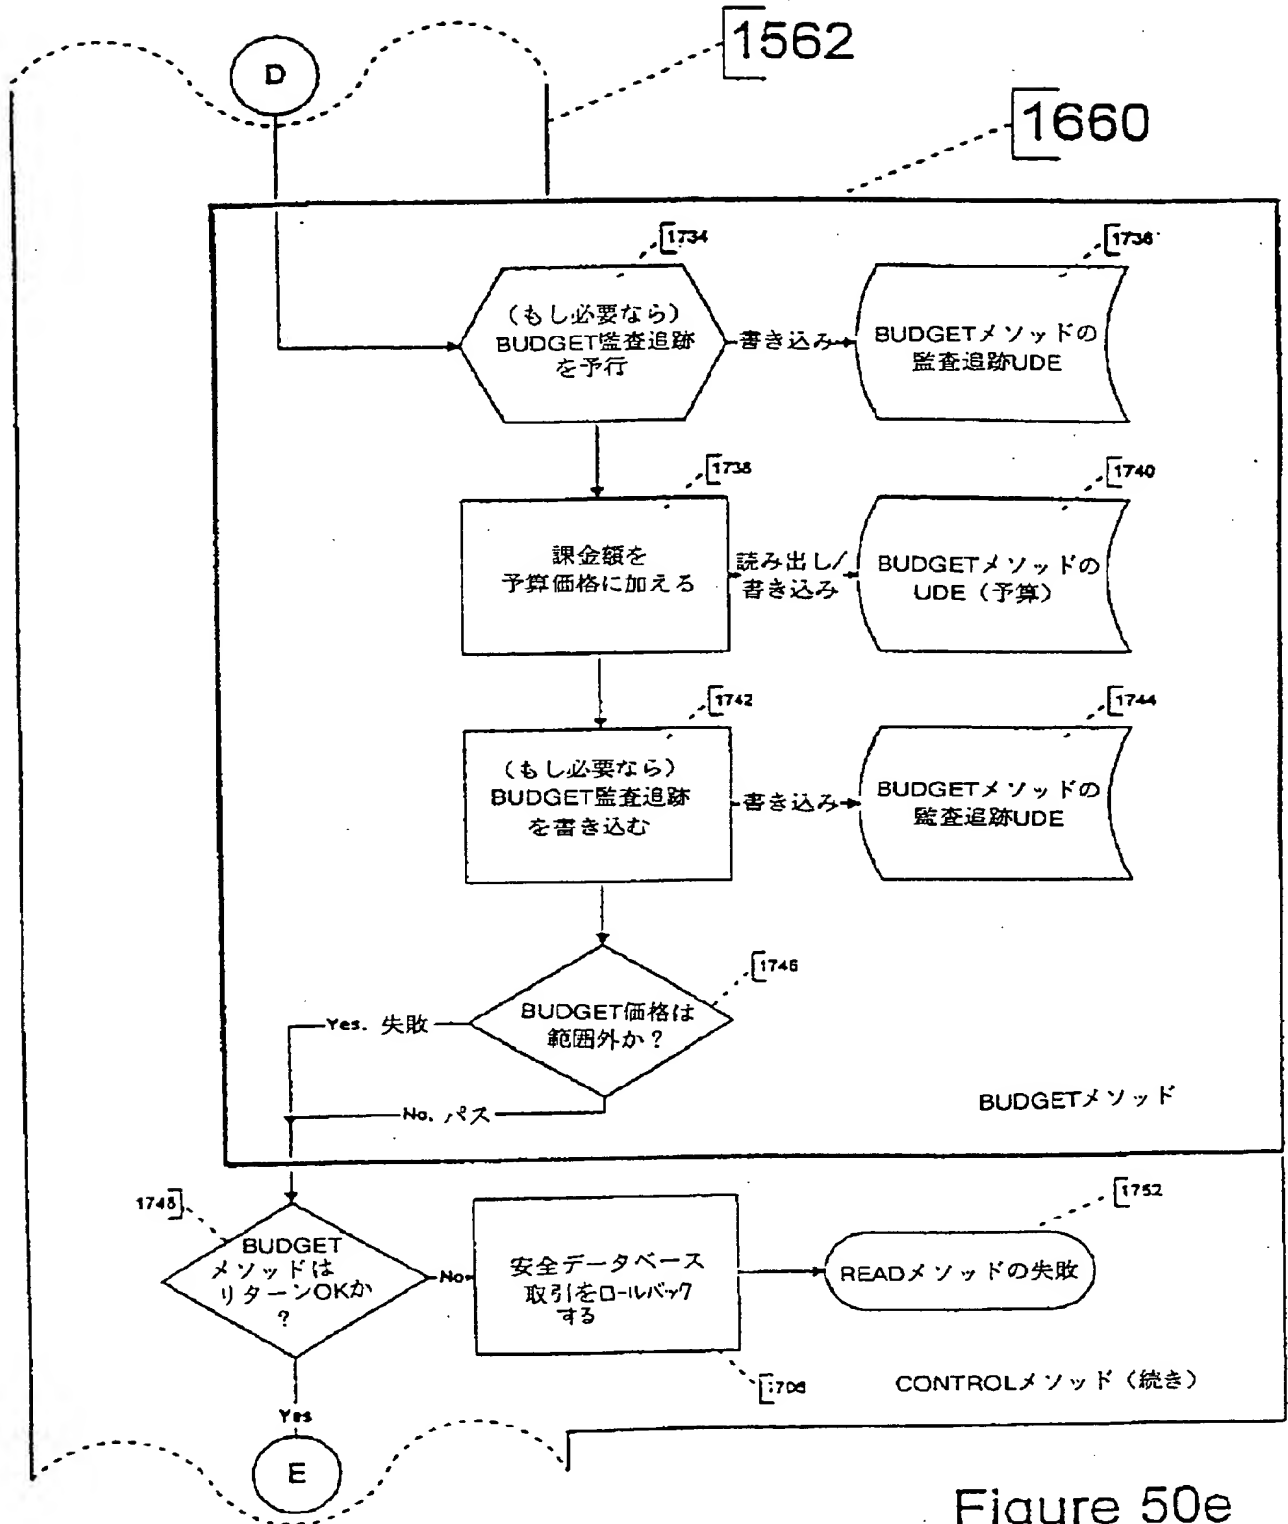 1562
D
1660
1734
(もし必要なら)
BUDGET監査追跡
を予行
書き込み
1736
BUDGETメソッドの
監査追跡UDE
1738
課金額を
予算価格に加える
読み出し/
書き込み
1740
BUDGETメソッドの
UDE(予算)
1742
(もし必要なら)
BUDGET監査追跡
を書き込む
書き込み
1744
BUDGETメソッドの
監査追跡UDE
1746
BUDGET価格は
範囲外か?
Yes. 失敗
No. パス
BUDGETメソッド
1748
BUDGET
メソッドは
リターンOKか
?
No
安全データベース
取引をロールバック
する
1752
READメソッドの失敗
CONTROLメソッド(続き)
Yes
E
Figure 50e